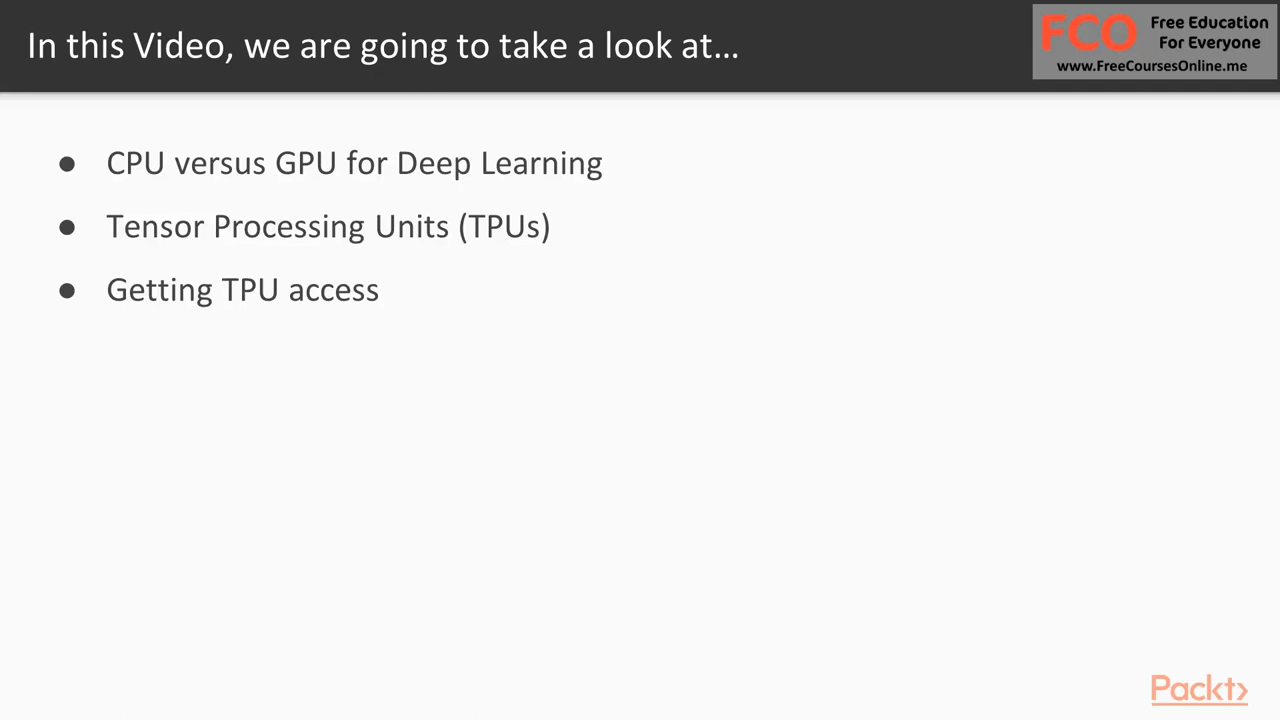 In this Video, we are going to take a look at…
FCO
Free Education
For Everyone
www.FreeCoursesOnline.me
● CPU versus GPU for Deep Learning
● Tensor Processing Units (TPUs)
● Getting TPU access
Packt>